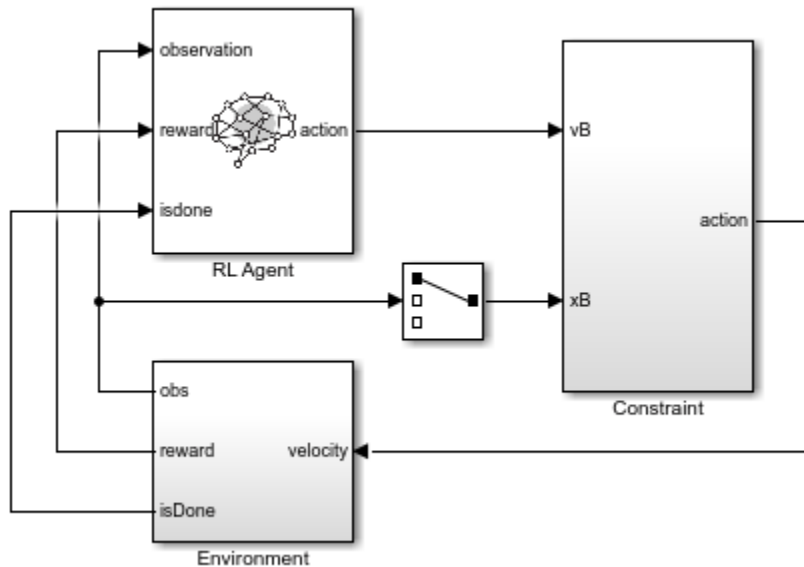 observation
reward
action
isdone
RL Agent
vB
action
xB
Constraint
obs
reward
velocity
isDone
Environment